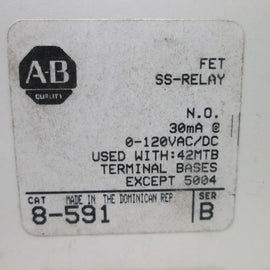 A-B
QUALITY
FET
SS-RELAY
N.O.
30mA @
0-120VAC/DC
USED WITH:42MTB
TERMINAL BASES
EXCEPT 5004
CAT MADE IN THE DOMINICAN REP SER
8-591 B